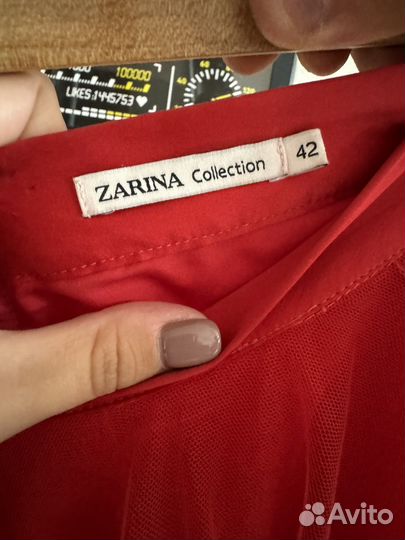 100000
LIKES:1445753
ZARINA Collection
42
Avito